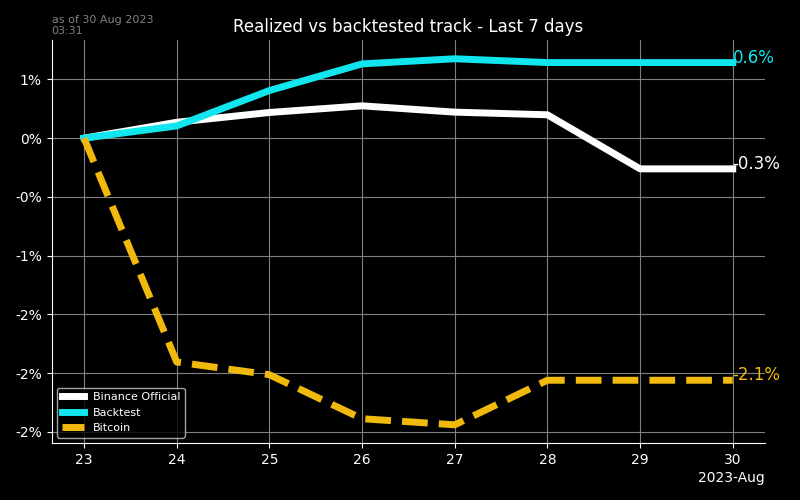 as of 30 Aug 2023
03:31
Realized vs backtested track - Last 7 days
1%
0%
-0%
-1%
-2%
-2%
-2%
0.6%
-0.3%
-2.1%
Binance Official
Backtest
Bitcoin
23 24 25 26 27 28 29 30
2023-Aug